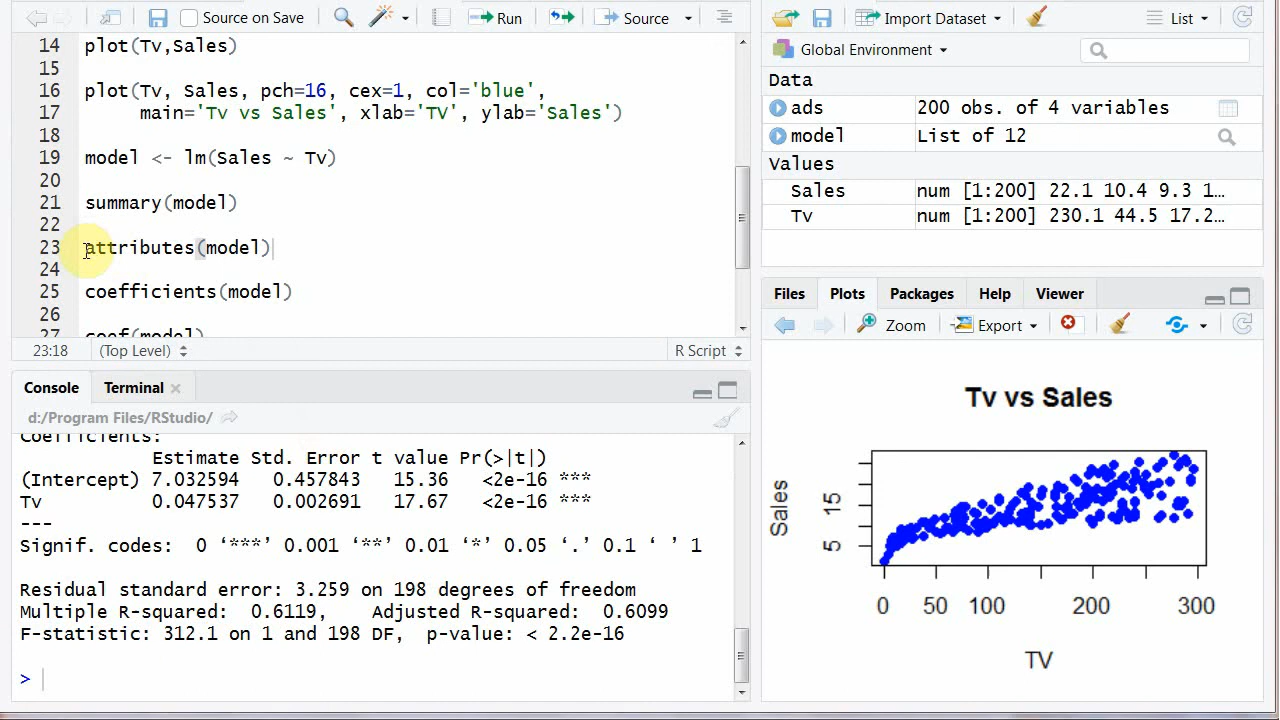 Source on Save Run Source
14 plot(Tv,Sales)
15
16 plot(Tv, Sales, pch=16, cex=1, col='blue',
17 main='Tv vs Sales', xlab='TV', ylab='Sales')
18
19 model <- lm(Sales ~ Tv)
20
21 summary(model)
22
23 attributes(model)
24
25 coefficients(model)
26
27 coef(model)
23:18 (Top Level) R Script
Console Terminal
d:/Program Files/RStudio/
Coefficients:
Estimate Std. Error t value Pr(>|t|)
(Intercept) 7.032594 0.457843 15.36 <2e-16 ***
Tv 0.047537 0.002691 17.67 <2e-16 ***
---
Signif. codes: 0 ‘***’ 0.001 ‘**’ 0.01 ‘*’ 0.05 ‘.’ 0.1 ‘ ’ 1
Residual standard error: 3.259 on 198 degrees of freedom
Multiple R-squared: 0.6119, Adjusted R-squared: 0.6099
F-statistic: 312.1 on 1 and 198 DF, p-value: < 2.2e-16
>
Import Dataset List
Global Environment
Data
ads 200 obs. of 4 variables
model List of 12
Values
Sales num [1:200] 22.1 10.4 9.3 1…
Tv num [1:200] 230.1 44.5 17.2…
Files Plots Packages Help Viewer
Zoom Export
Tv vs Sales
Sales
15
5
0 50 100 200 300
TV